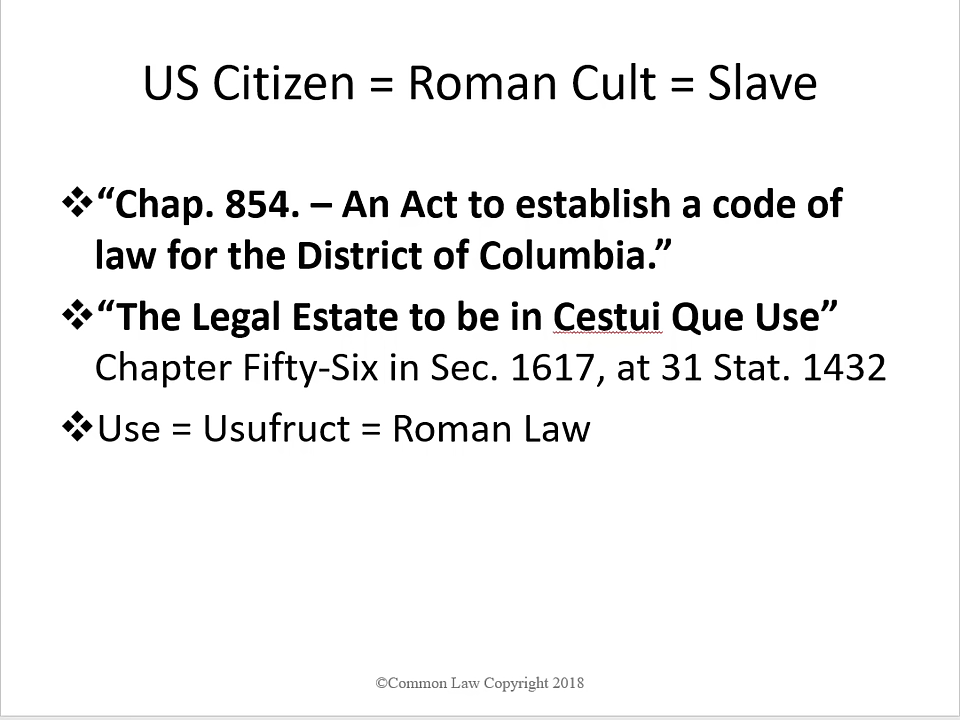 US Citizen = Roman Cult = Slave
❖“Chap. 854. – An Act to establish a code of
law for the District of Columbia.”
❖“The Legal Estate to be in Cestui Que Use”
Chapter Fifty-Six in Sec. 1617, at 31 Stat. 1432
❖Use = Usufruct = Roman Law
©Common Law Copyright 2018